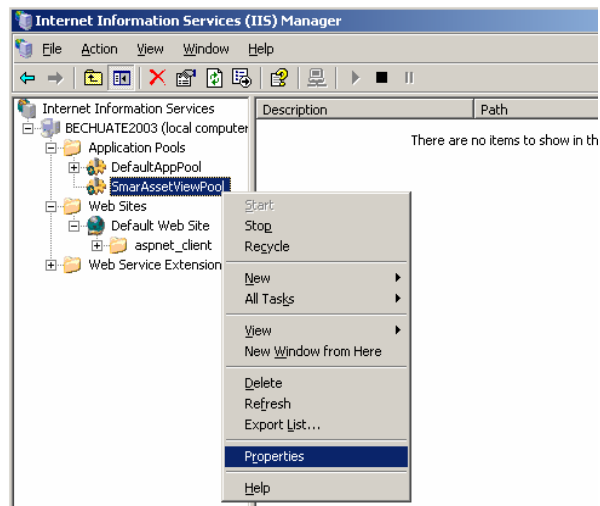 Internet Information Services (IIS) Manager
File Action View Window Help
Internet Information Services
BECHUATE2003 (local computer
Application Pools
DefaultAppPool
SmarAssetViewPool
Web Sites
Default Web Site
aspnet_client
Web Service Extension
Description Path
There are no items to show in th
Start
Stop
Recycle
New
All Tasks
View
New Window from Here
Delete
Refresh
Export List...
Properties
Help